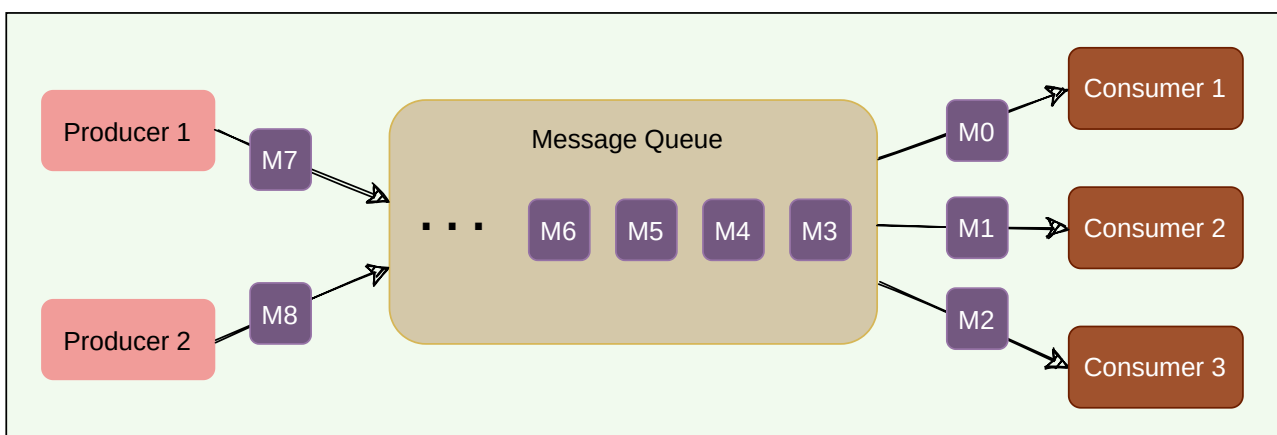 Producer 1
M7
Producer 2
M8
Message Queue
. . .
M6
M5
M4
M3
M0
M1
M2
Consumer 1
Consumer 2
Consumer 3